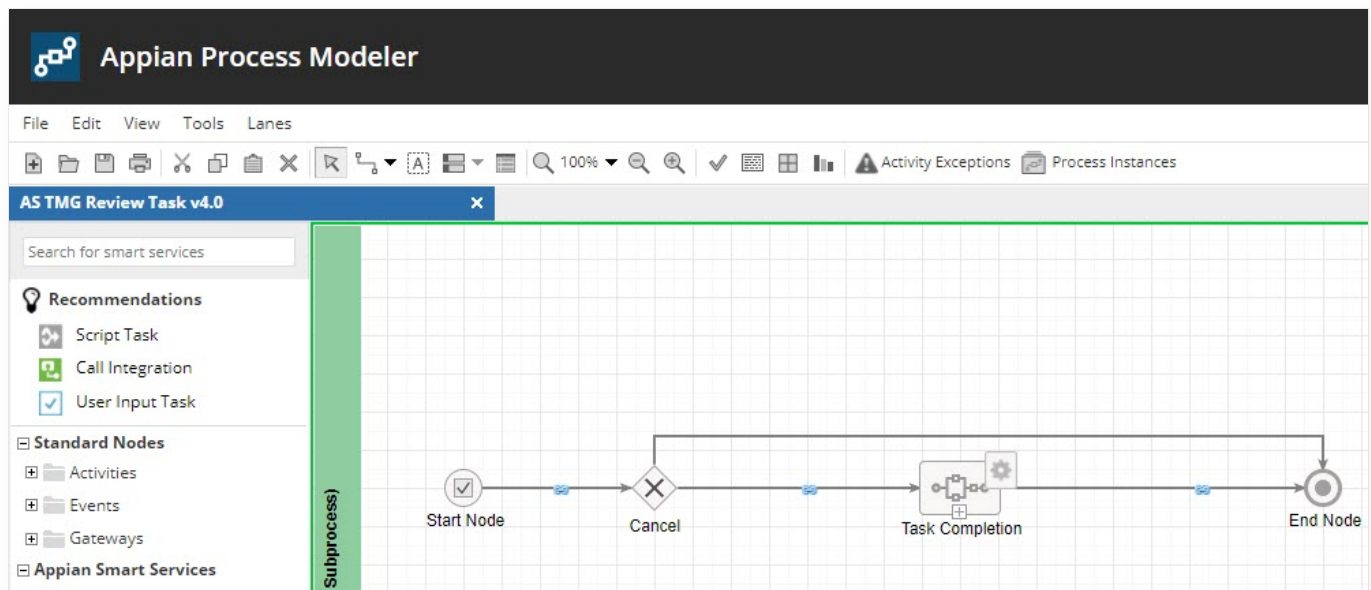 Appian Process Modeler
File Edit View Tools Lanes
A 100% Activity Exceptions Process Instances
AS TMG Review Task v4.0
Search for smart services
Recommendations
Script Task
Call Integration
User Input Task
Standard Nodes
Activities
Events
Gateways
Appian Smart Services
Subprocess)
Start Node
Cancel
Task Completion
End Node